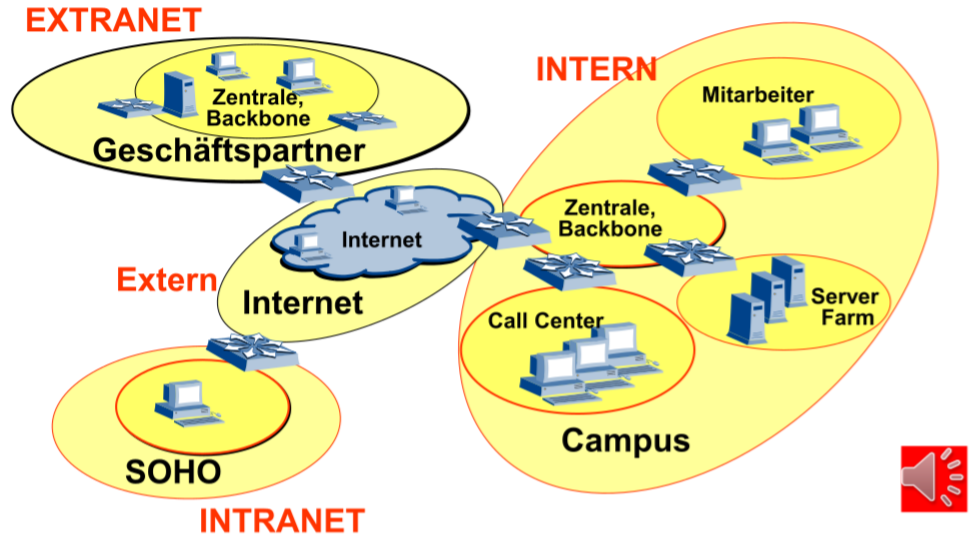 EXTRANET
Zentrale,
Backbone
Geschäftspartner
INTERN
Mitarbeiter
Zentrale,
Backbone
Internet
Extern
Internet
Server
Farm
Call Center
Campus
SOHO
INTRANET